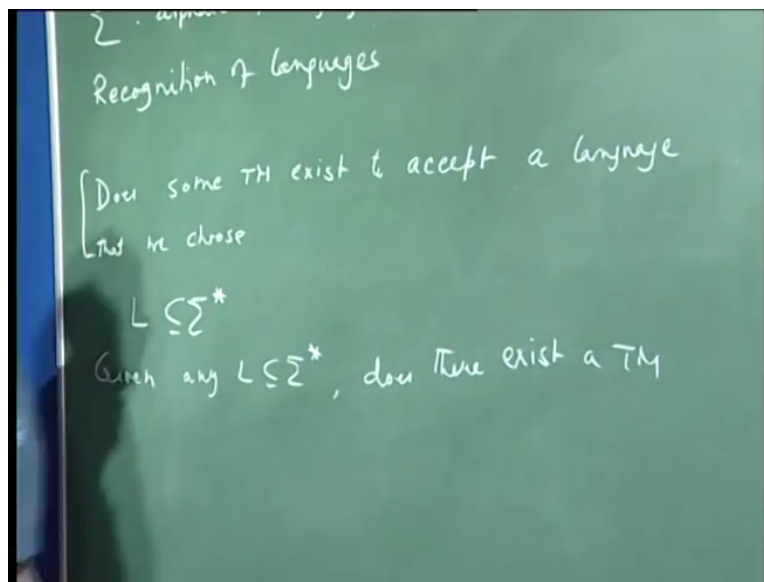 Σ : alphabet
Recognition of languages
Does some TM exist to accept a language
that we choose
L ⊆ Σ*
Given any L ⊆ Σ*, does there exist a TM